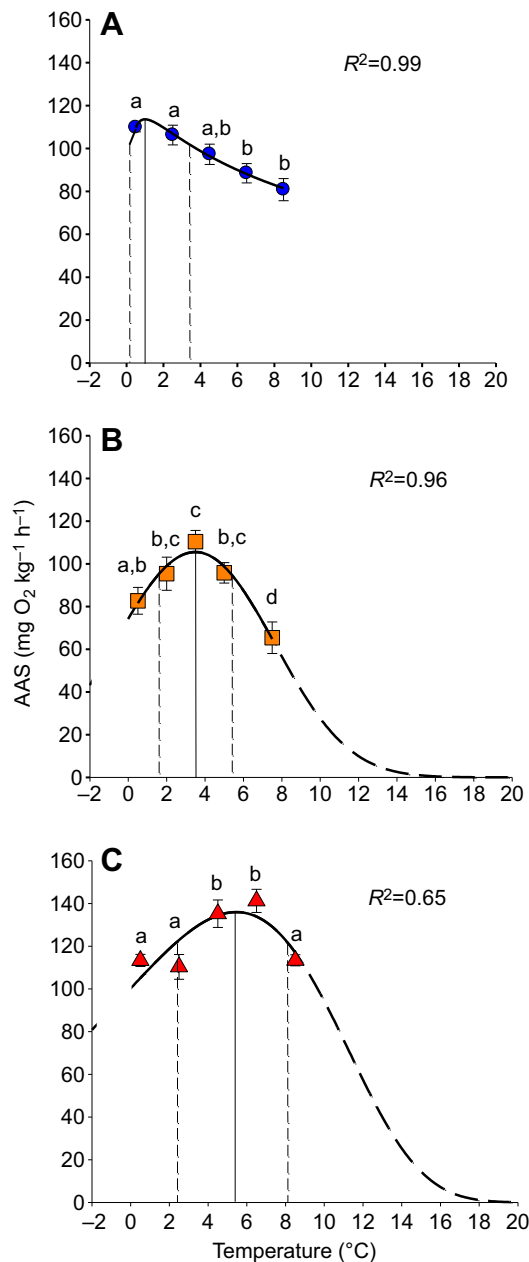 A
R²=0.99
160
140
120
100
80
60
40
20
0
a
a
a,b
b
b
–2 0 2 4 6 8 10 12 14 16 18 20
B
R²=0.96
160
140
120
100
80
60
40
20
0
a,b
b,c
c
b,c
d
AAS (mg O₂ kg⁻¹ h⁻¹)
–2 0 2 4 6 8 10 12 14 16 18 20
C
R²=0.65
160
140
120
100
80
60
40
20
0
a
a
b
b
a
–2 0 2 4 6 8 10 12 14 16 18 20
Temperature (°C)